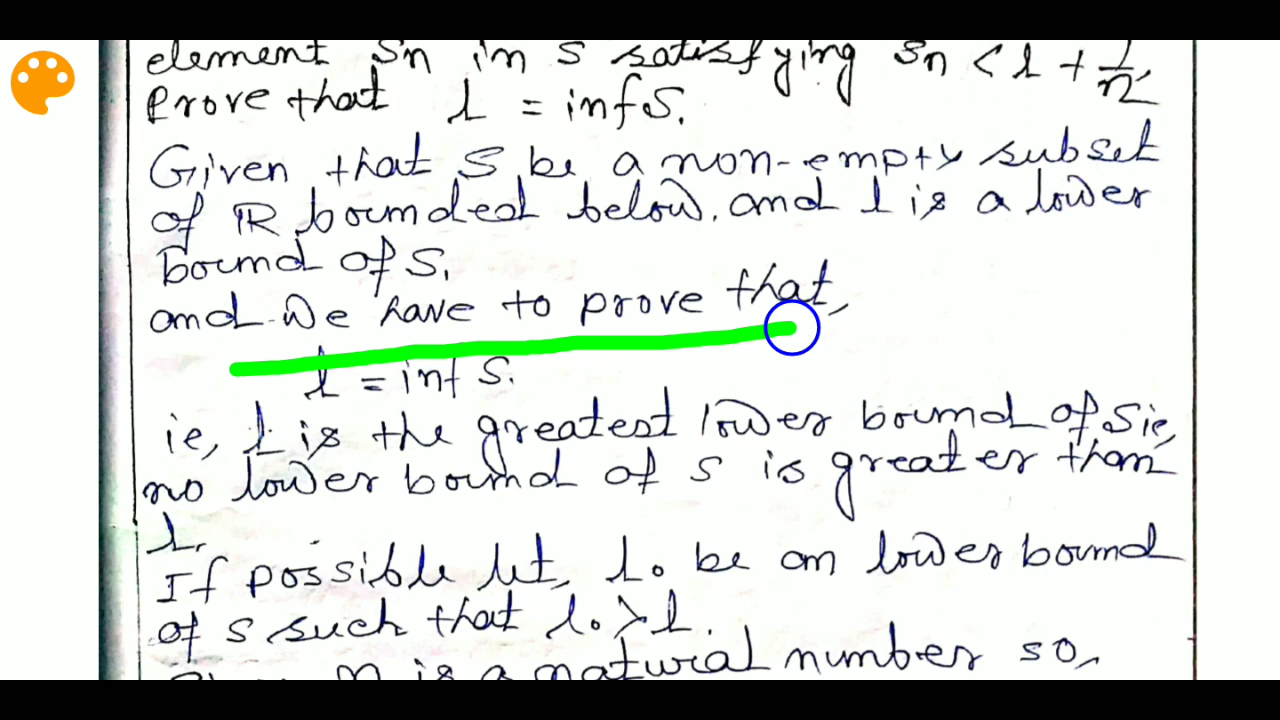 element Sn in S satisfying Sn < l + 1/n.
Prove that l = inf S.
Given that S be a non-empty subset
of ℝ bounded below. and l is a lower
bound of S.
and we have to prove that,
l = inf S.
ie, l is the greatest lower bound of S ie,
no lower bound of S is greater than
l.
If possible let, l₀ be an lower bound
of S such that l₀ > l.
n is a natural number so,